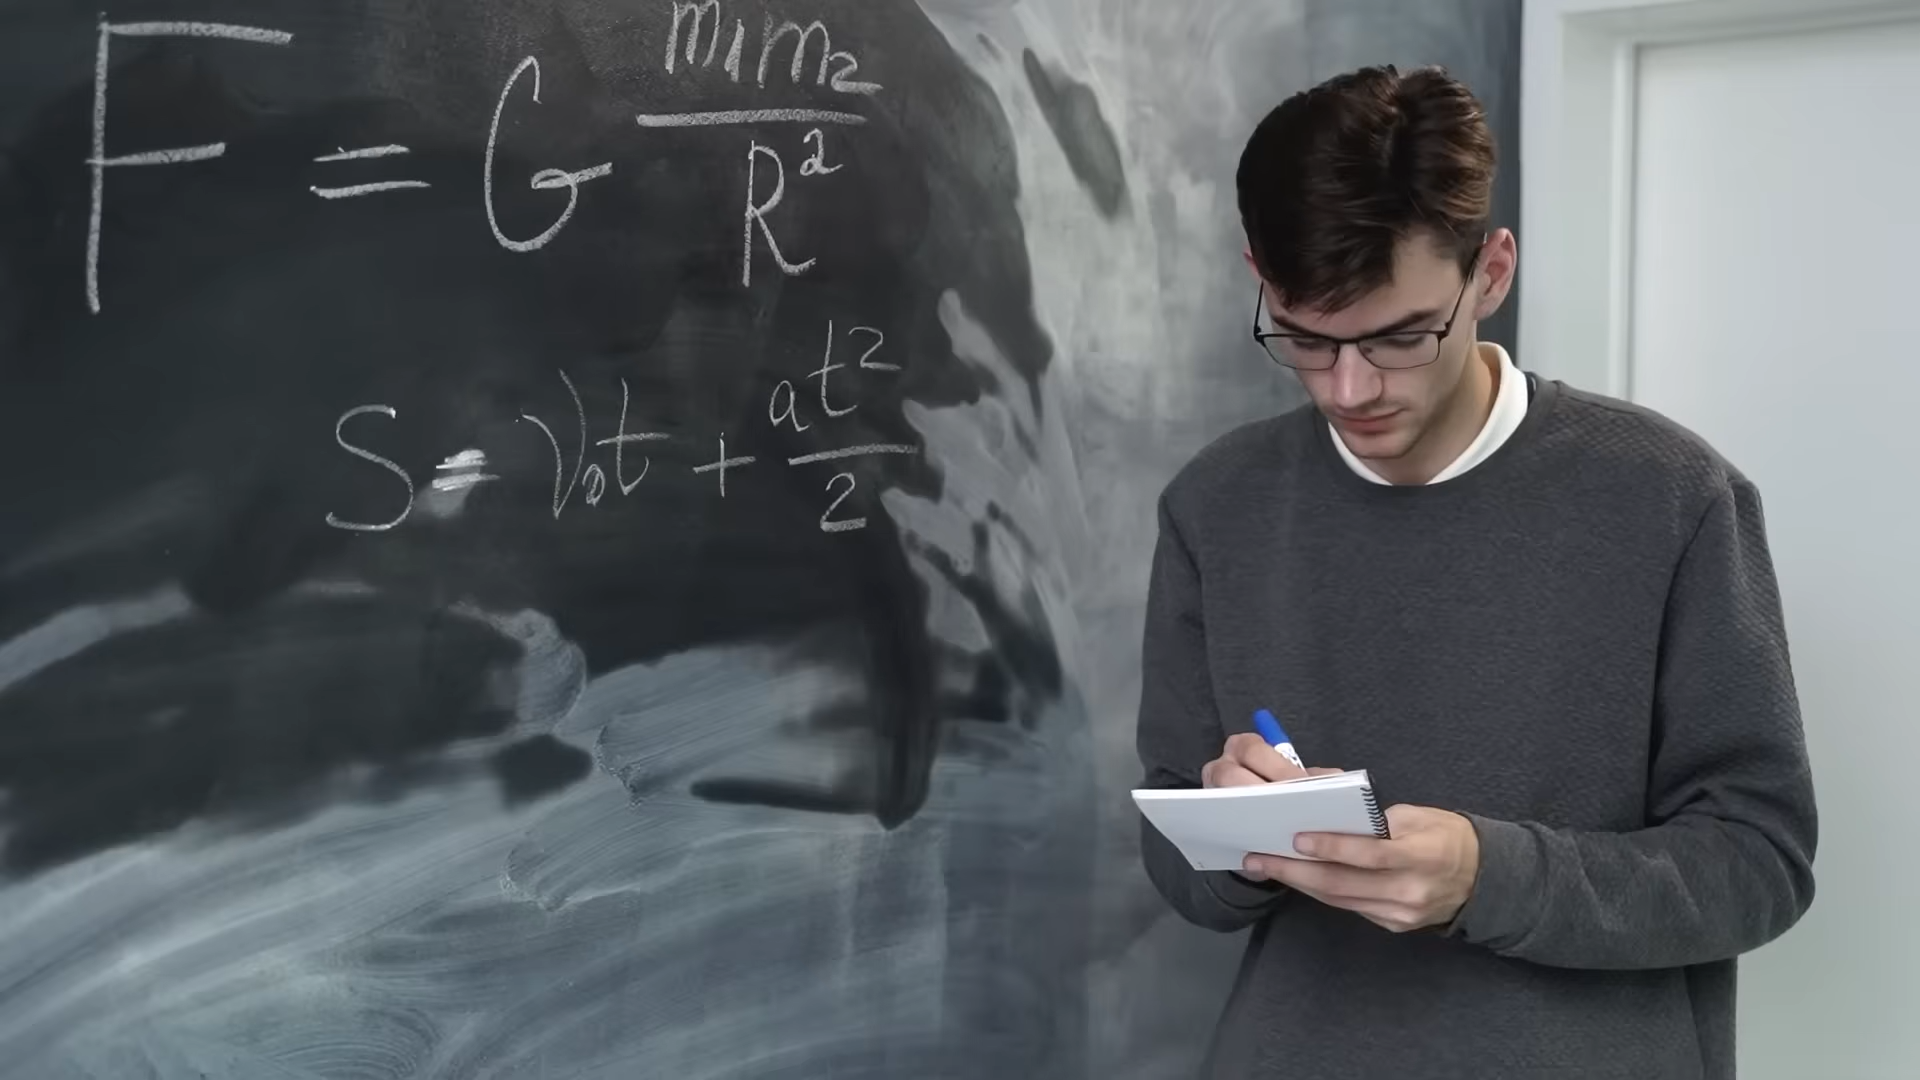 F = G m₁m₂/R²
S = V₀t + at²/2